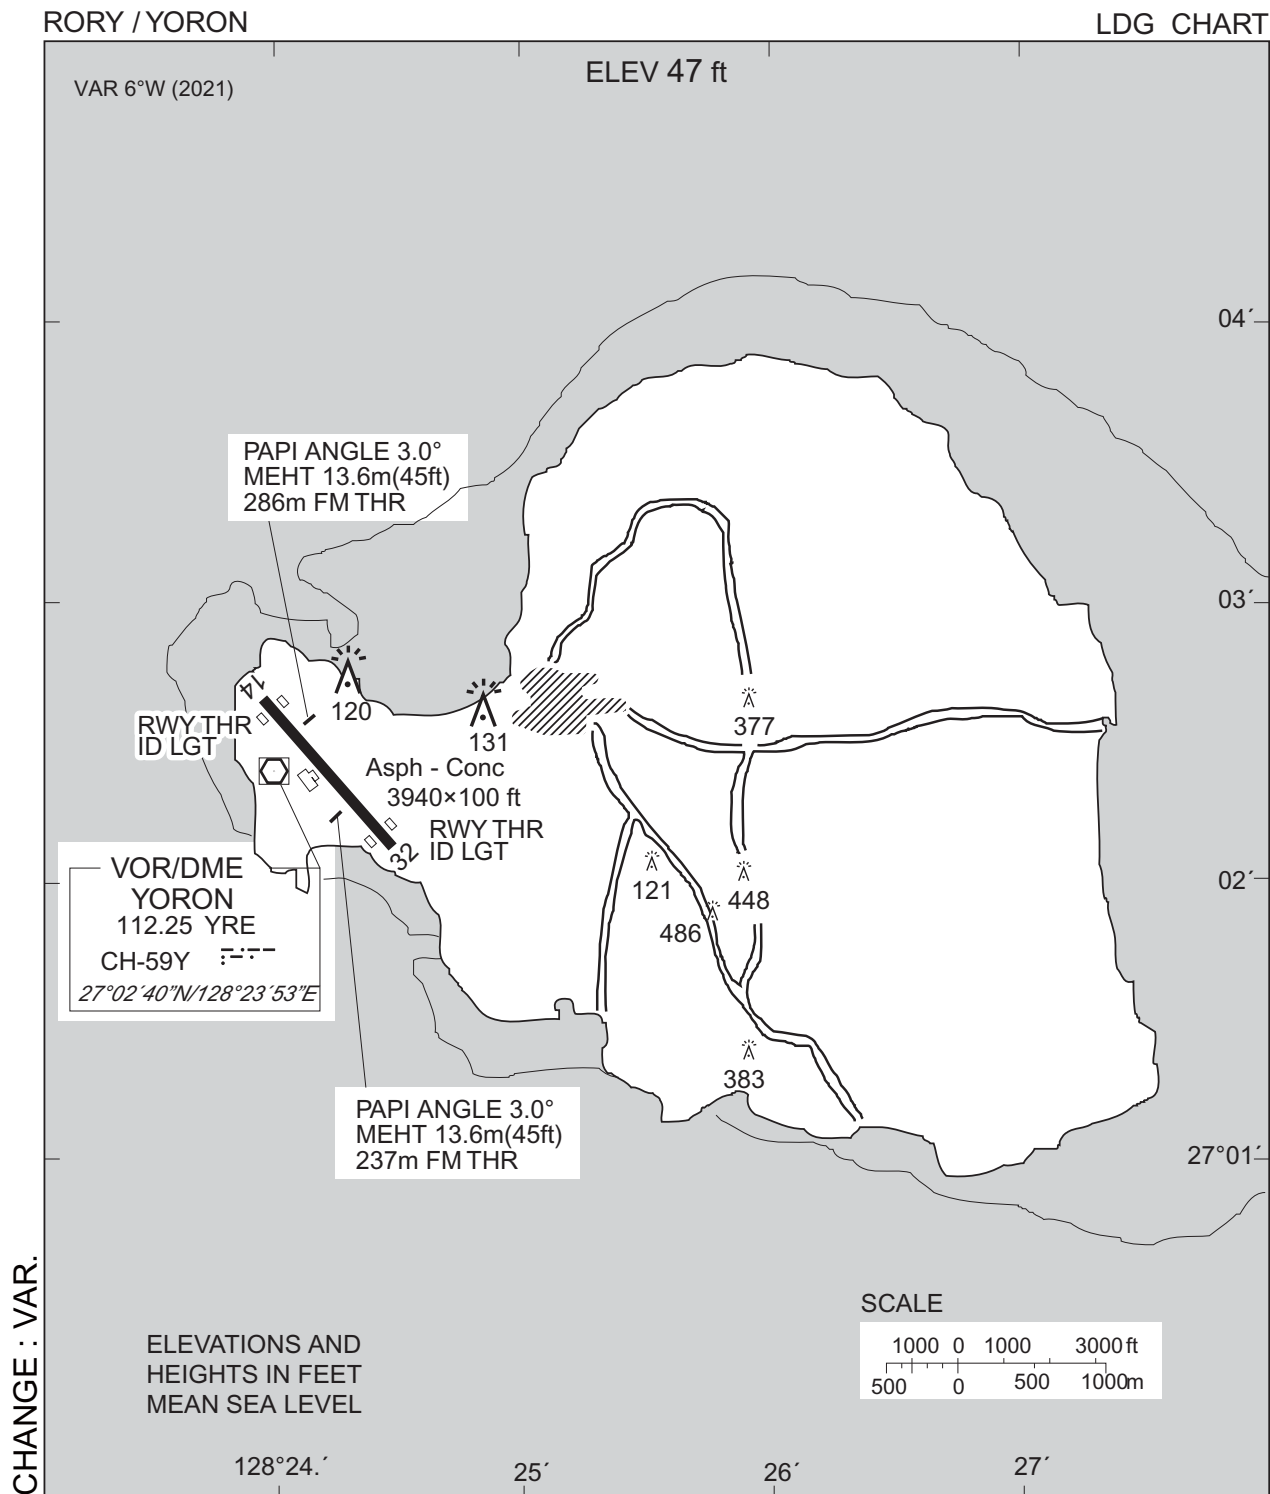 RORY / YORON
LDG CHART
ELEV 47 ft
VAR 6°W (2021)
04´
PAPI ANGLE 3.0°
MEHT 13.6m(45ft)
286m FM THR
03´
14
RWY THR
ID LGT
120
131
377
Asph - Conc
3940×100 ft
RWY THR
ID LGT
32
121
448
486
02´
VOR/DME
YORON
112.25 YRE
CH-59Y
27°02´40”N/128°23´53”E
383
PAPI ANGLE 3.0°
MEHT 13.6m(45ft)
237m FM THR
27°01´
CHANGE : VAR.
ELEVATIONS AND
HEIGHTS IN FEET
MEAN SEA LEVEL
SCALE
1000 0 1000 3000 ft
500 0 500 1000m
128°24.´ 25´ 26´ 27´